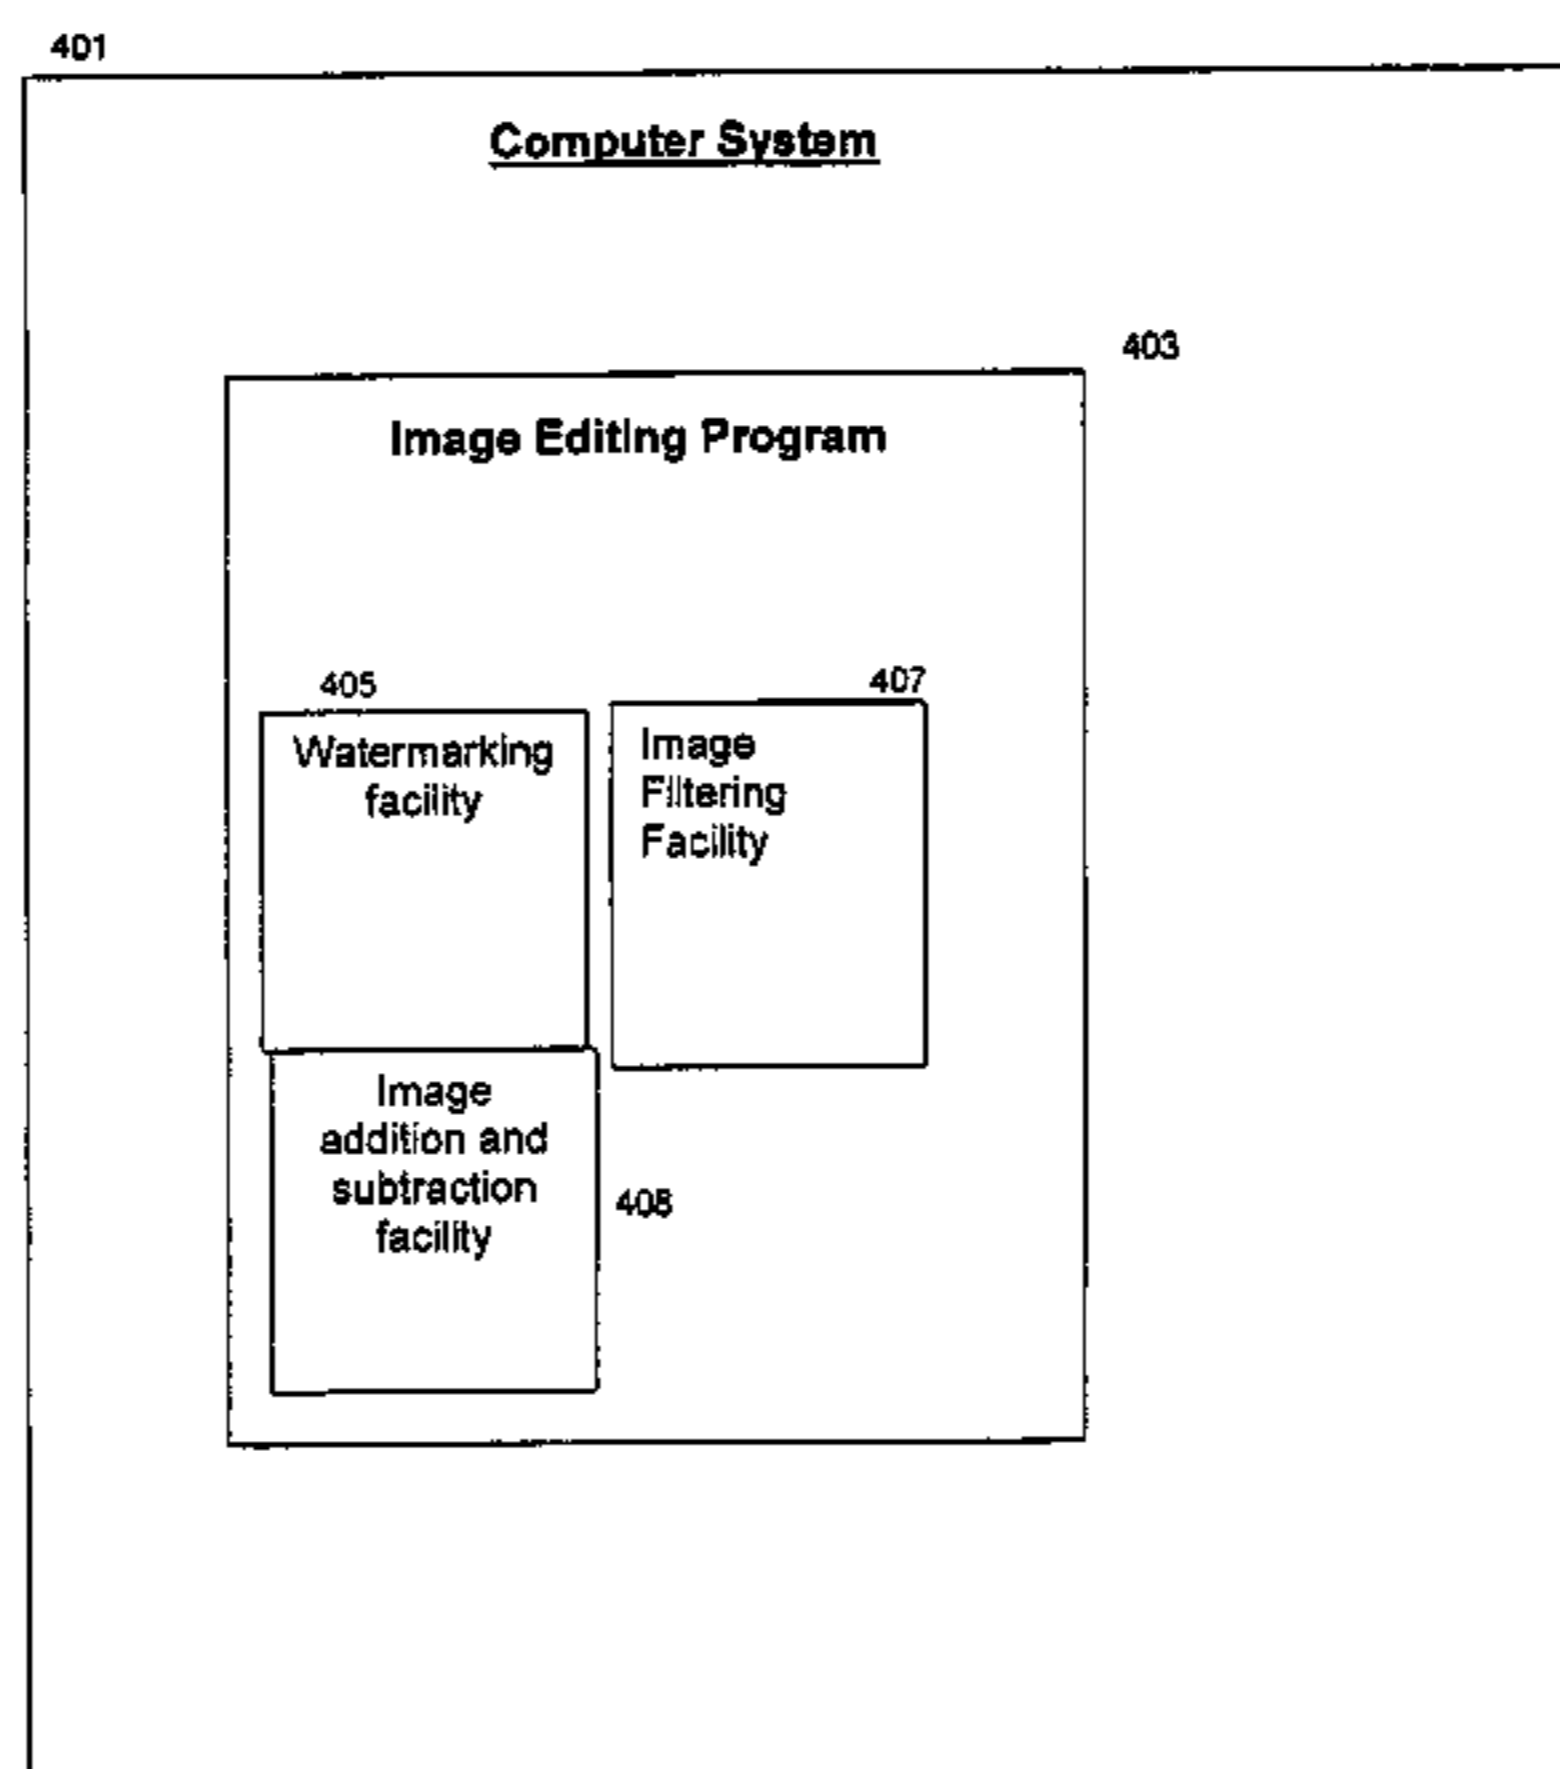 401
Computer System
403
Image Editing Program
405
407
Watermarking
facility
Image
Filtering
Facility
Image
addition and
subtraction
facility
408